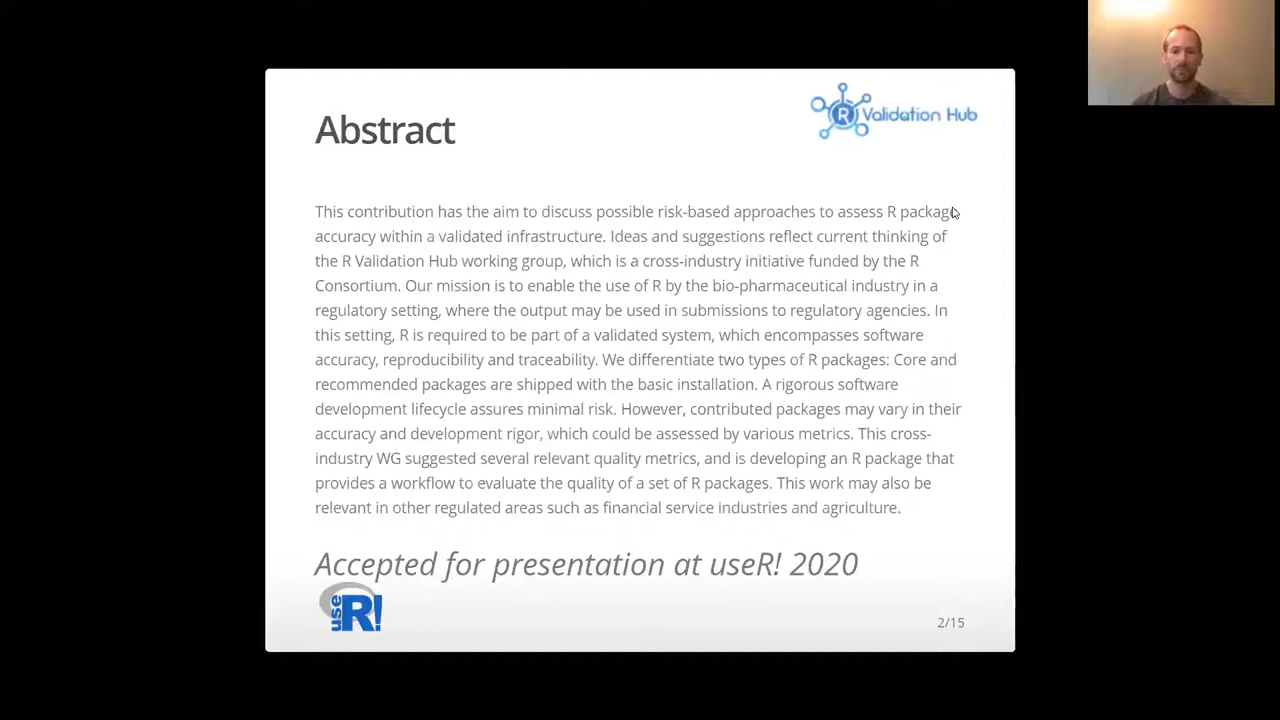 Abstract
R Validation Hub
This contribution has the aim to discuss possible risk-based approaches to assess R package
accuracy within a validated infrastructure. Ideas and suggestions reflect current thinking of
the R Validation Hub working group, which is a cross-industry initiative funded by the R
Consortium. Our mission is to enable the use of R by the bio-pharmaceutical industry in a
regulatory setting, where the output may be used in submissions to regulatory agencies. In
this setting, R is required to be part of a validated system, which encompasses software
accuracy, reproducibility and traceability. We differentiate two types of R packages: Core and
recommended packages are shipped with the basic installation. A rigorous software
development lifecycle assures minimal risk. However, contributed packages may vary in their
accuracy and development rigor, which could be assessed by various metrics. This cross-
industry WG suggested several relevant quality metrics, and is developing an R package that
provides a workflow to evaluate the quality of a set of R packages. This work may also be
relevant in other regulated areas such as financial service industries and agriculture.
Accepted for presentation at useR! 2020
useR!
2/15